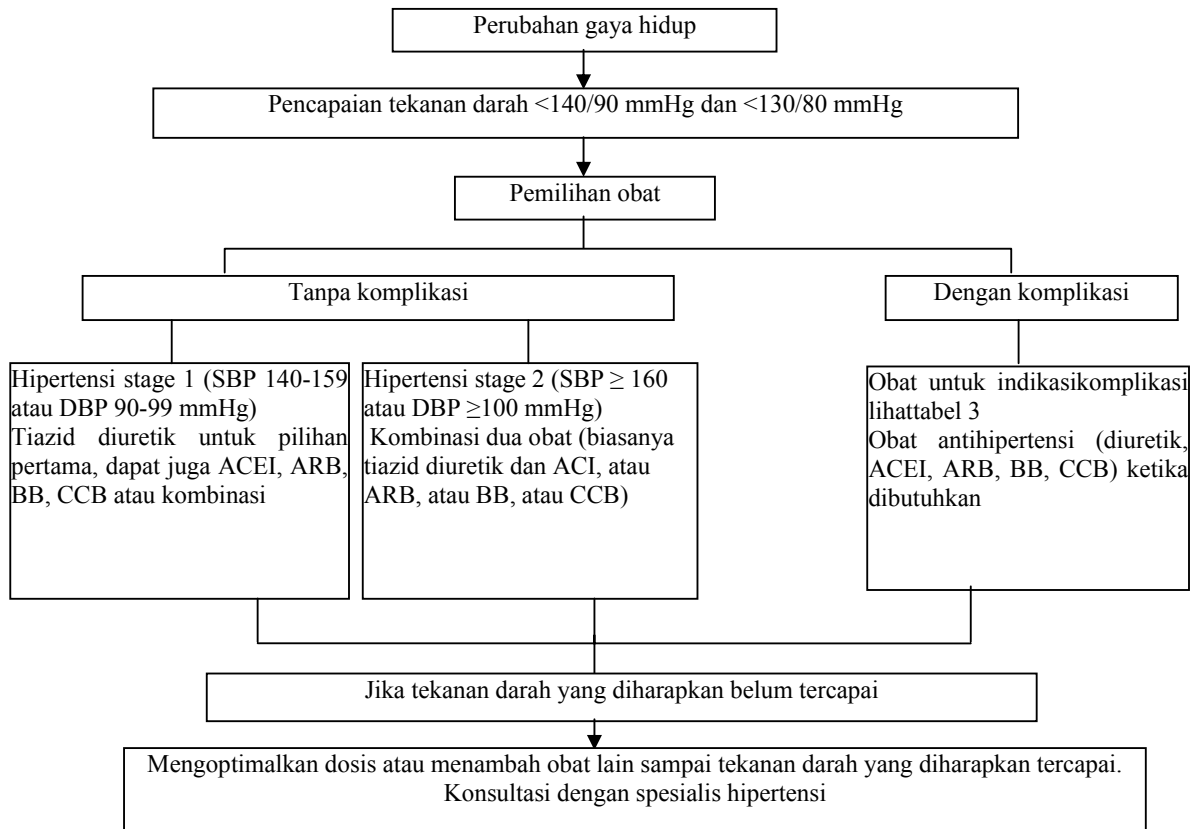 Perubahan gaya hidup
Pencapaian tekanan darah <140/90 mmHg dan <130/80 mmHg
Pemilihan obat
Tanpa komplikasi
Dengan komplikasi
Hipertensi stage 1 (SBP 140-159
atau DBP 90-99 mmHg)
Tiazid diuretik untuk pilihan
pertama, dapat juga ACEI, ARB,
BB, CCB atau kombinasi
Hipertensi stage 2 (SBP ≥ 160
atau DBP ≥100 mmHg)
Kombinasi dua obat (biasanya
tiazid diuretik dan ACI, atau
ARB, atau BB, atau CCB)
Obat untuk indikasikomplikasi
lihattabel 3
Obat antihipertensi (diuretik,
ACEI, ARB, BB, CCB) ketika
dibutuhkan
Jika tekanan darah yang diharapkan belum tercapai
Mengoptimalkan dosis atau menambah obat lain sampai tekanan darah yang diharapkan tercapai.
Konsultasi dengan spesialis hipertensi